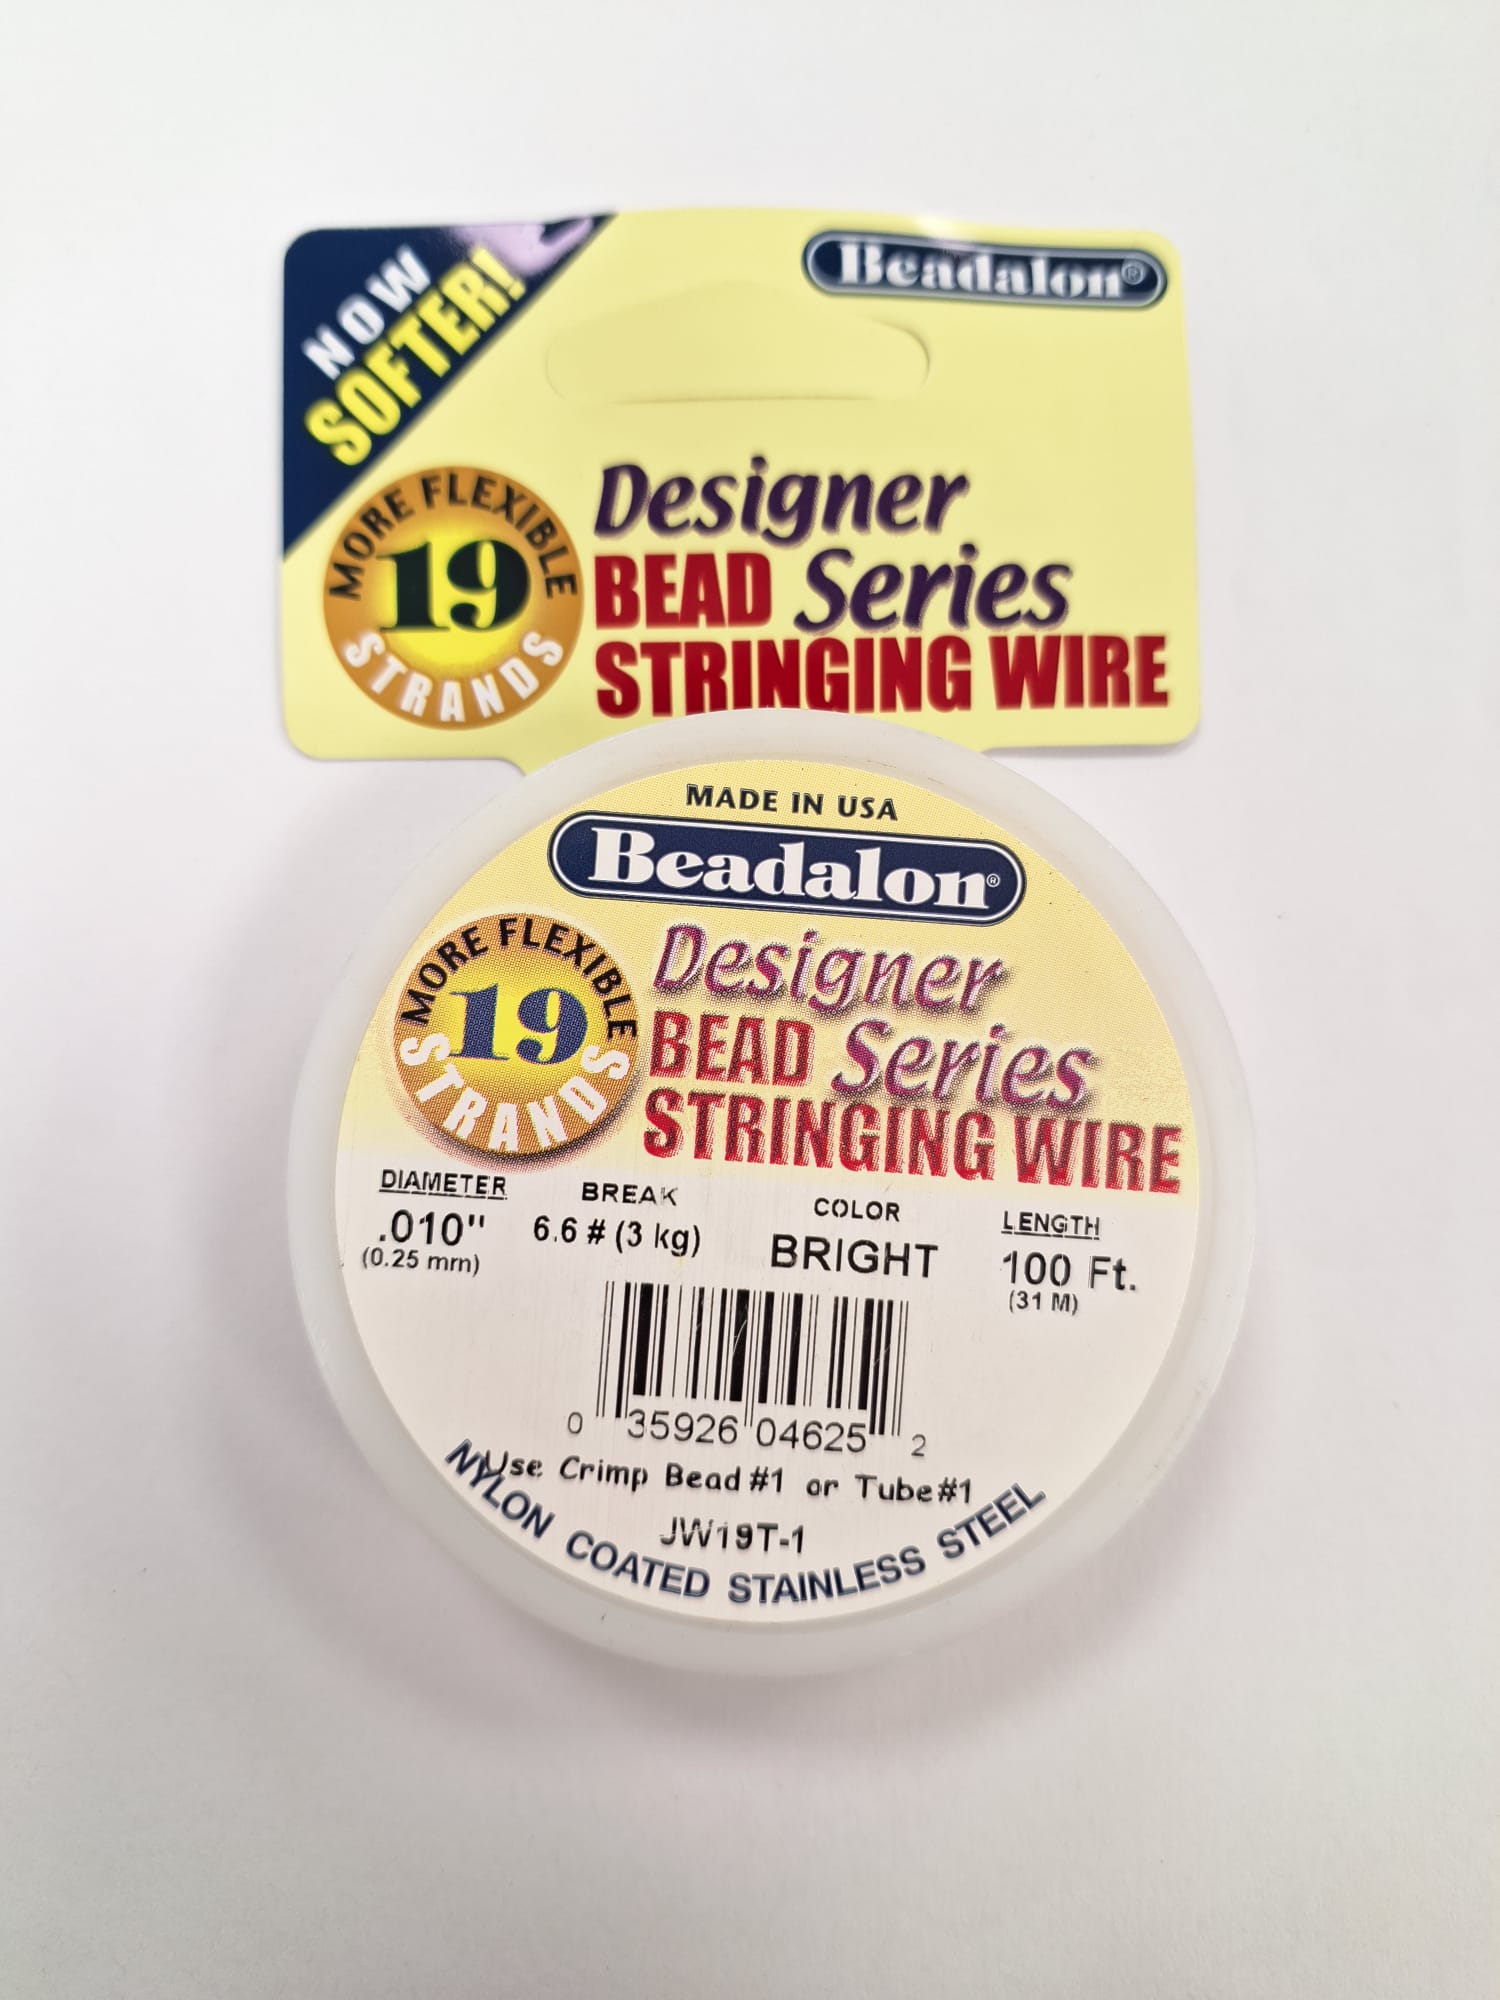 NOW
SOFTER!
Beadalon®
MORE FLEXIBLE
19
STRANDS
Designer
BEAD Series
STRINGING WIRE
MADE IN USA
Beadalon®
MORE FLEXIBLE
19
STRANDS
Designer
BEAD Series
STRINGING WIRE
DIAMETER BREAK COLOR LENGTH
.010" 6.6 # (3 kg) BRIGHT 100 Ft.
(0.25 mm) (31 M)
0 35926 04625 2
Use Crimp Bead #1 or Tube #1
JW19T-1
NYLON COATED STAINLESS STEEL